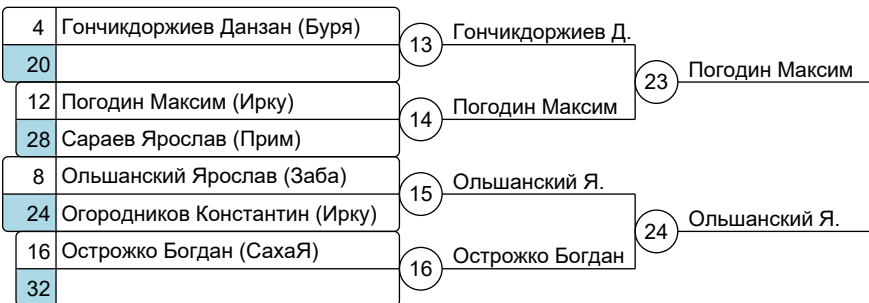 4 Гончикдоржиев Данзан (Буря)
13 Гончикдоржиев Д.
20
23 Погодин Максим
12 Погодин Максим (Ирку)
14 Погодин Максим
28 Сараев Ярослав (Прим)
8 Ольшанский Ярослав (Заба)
15 Ольшанский Я.
24 Огородников Константин (Ирку)
24 Ольшанский Я.
16 Острожко Богдан (СахаЯ)
16 Острожко Богдан
32